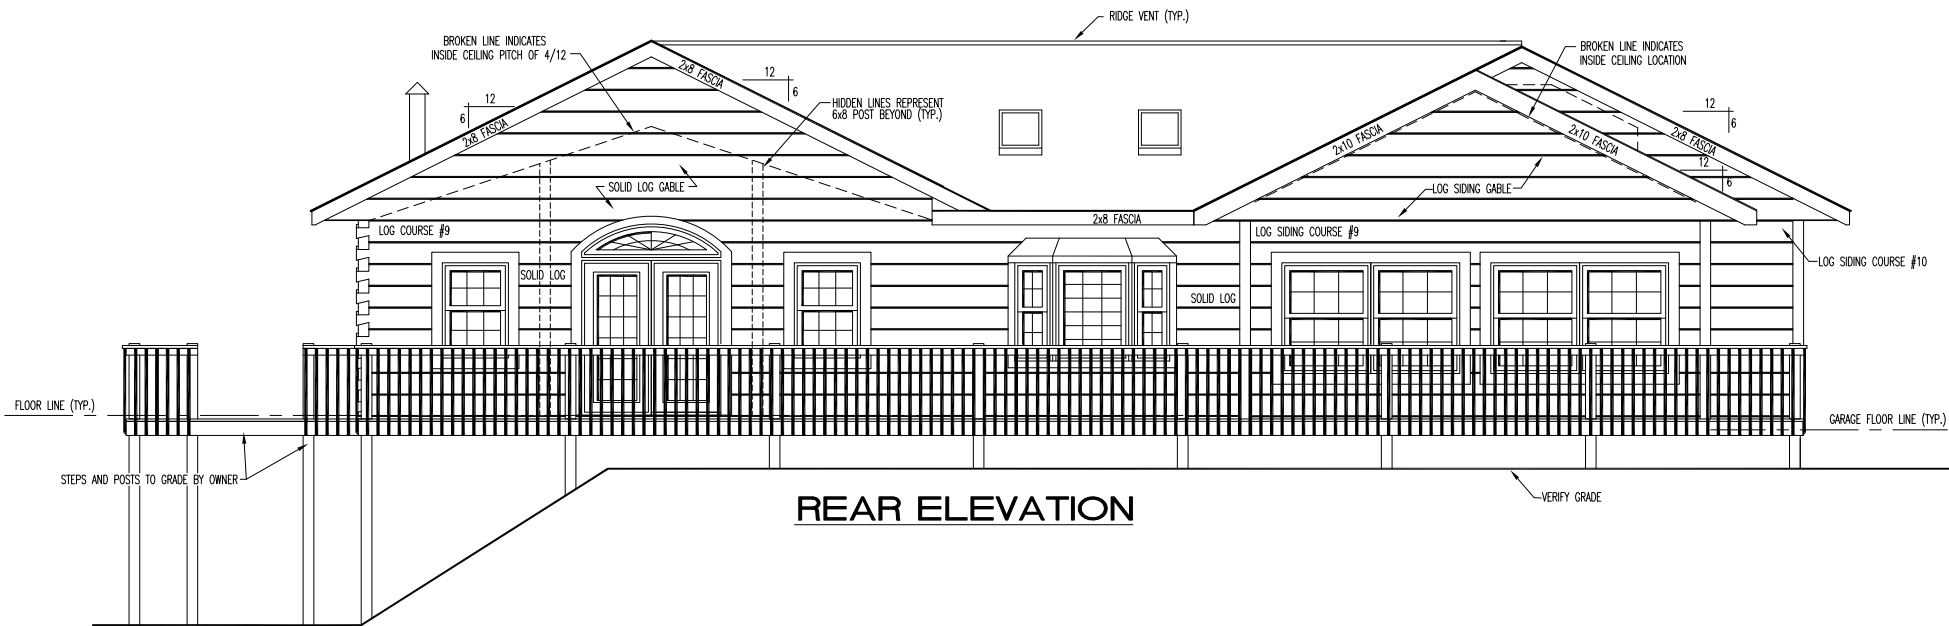 RIDGE VENT (TYP.)
BROKEN LINE INDICATES
INSIDE CEILING PITCH OF 4/12
BROKEN LINE INDICATES
INSIDE CEILING LOCATION
2x8 FASCIA
12
6
12
6
HIDDEN LINES REPRESENT
6x8 POST BEYOND (TYP.)
2x8 FASCIA
12
6
2x10 FASCIA
2x10 FASCIA
2x8 FASCIA
12
6
SOLID LOG GABLE
LOG SIDING GABLE
2x8 FASCIA
LOG COURSE #9
LOG SIDING COURSE #9
LOG SIDING COURSE #10
SOLID LOG
SOLID LOG
FLOOR LINE (TYP.)
GARAGE FLOOR LINE (TYP.)
STEPS AND POSTS TO GRADE BY OWNER
VERIFY GRADE
REAR ELEVATION